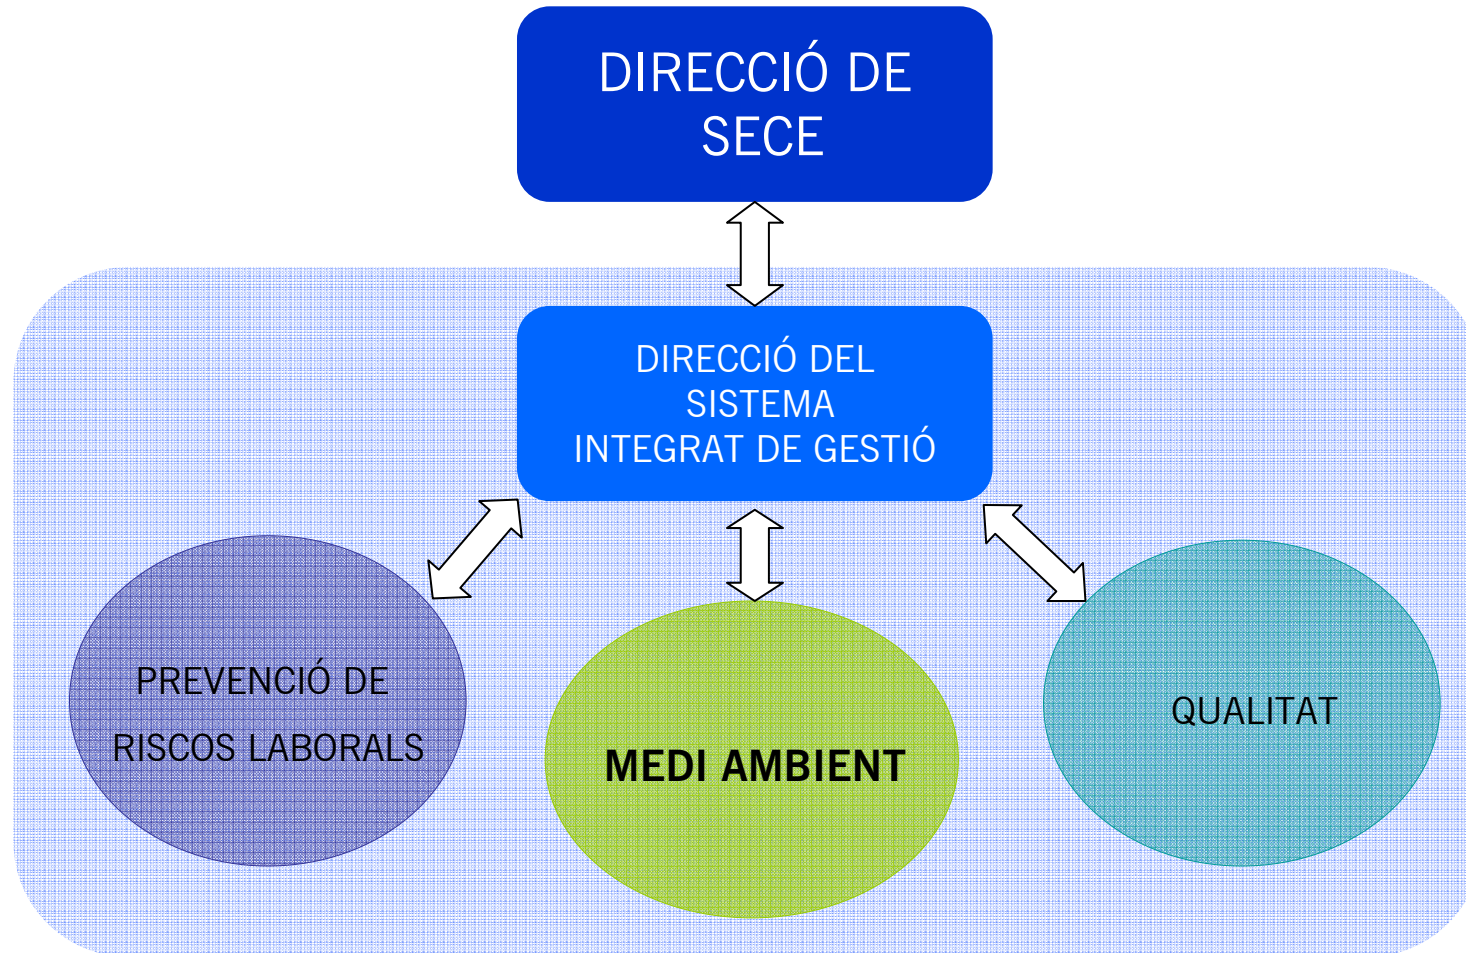 DIRECCIÓ DE
SECE
DIRECCIÓ DEL
SISTEMA
INTEGRAT DE GESTIÓ
PREVENCIÓ DE
RISCOS LABORALS
MEDI AMBIENT
QUALITAT